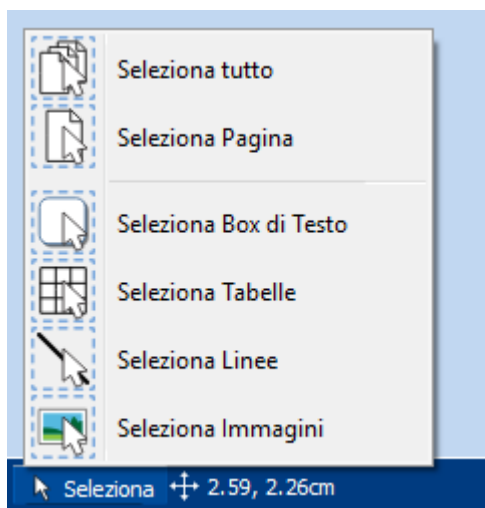 Seleziona tutto
Seleziona Pagina
Seleziona Box di Testo
Seleziona Tabelle
Seleziona Linee
Seleziona Immagini
Seleziona 2.59, 2.26cm